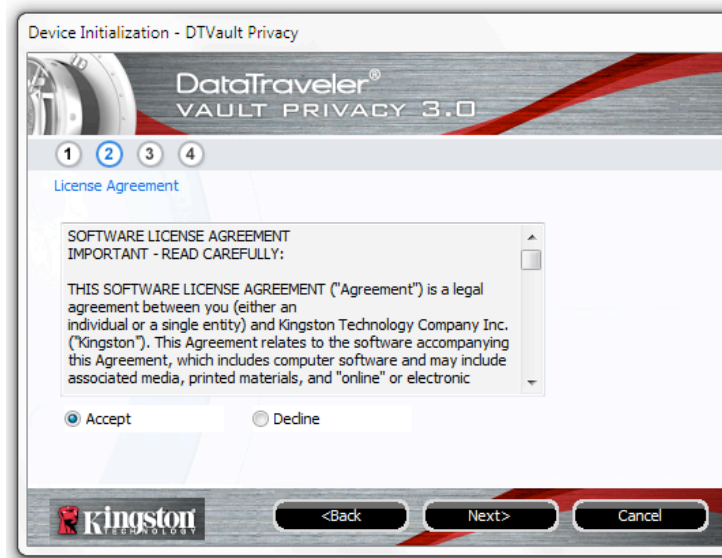 Device Initialization - DTVault Privacy
DataTraveler®
VAULT PRIVACY 3.0
1 2 3 4
License Agreement
SOFTWARE LICENSE AGREEMENT
IMPORTANT - READ CAREFULLY:
THIS SOFTWARE LICENSE AGREEMENT ("Agreement") is a legal
agreement between you (either an
individual or a single entity) and Kingston Technology Company Inc.
("Kingston"). This Agreement relates to the software accompanying
this Agreement, which includes computer software and may include
associated media, printed materials, and "online" or electronic
Accept Decline
Kingston
TECHNOLOGY
<Back Next> Cancel